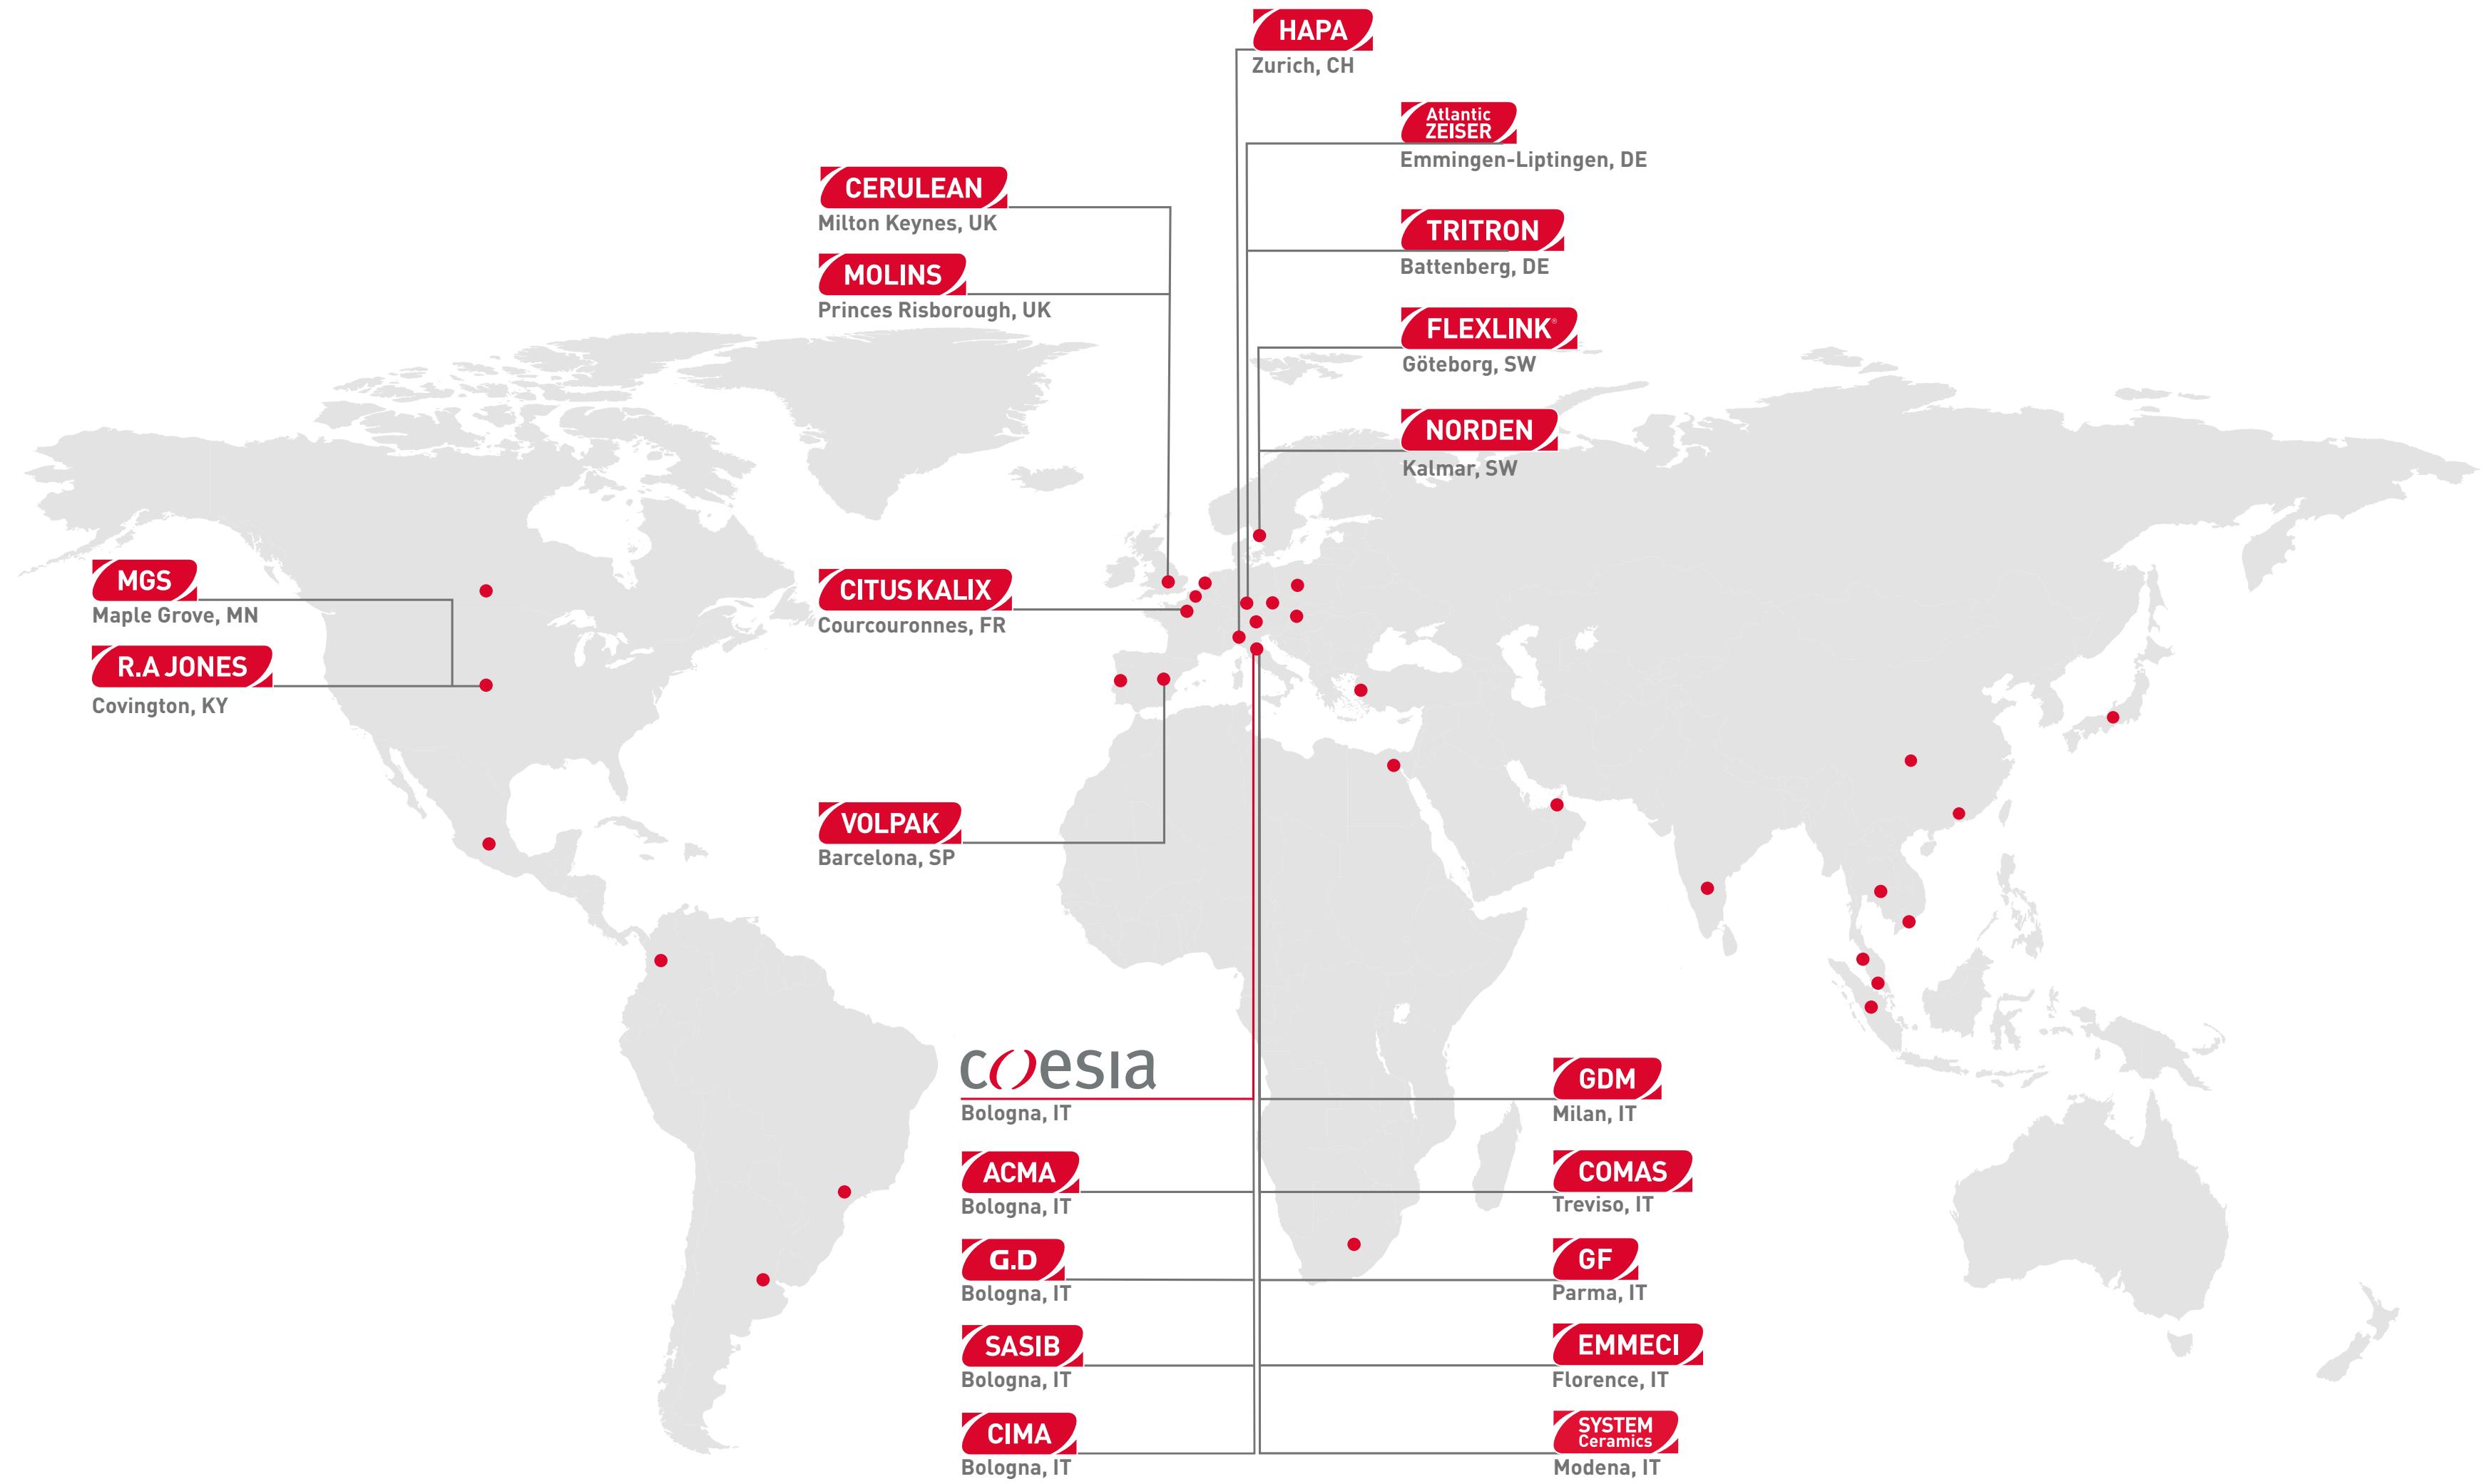 HAPA
Zurich, CH
Atlantic
ZEISER
Emmingen-Liptingen, DE
CERULEAN
Milton Keynes, UK
TRITRON
Battenberg, DE
MOLINS
Princes Risborough, UK
FLEXLINK®
Göteborg, SW
NORDEN
Kalmar, SW
MGS
Maple Grove, MN
R.A JONES
Covington, KY
CITUS KALIX
Courcouronnes, FR
VOLPAK
Barcelona, SP
coesia
Bologna, IT
ACMA
Bologna, IT
G.D
Bologna, IT
SASIB
Bologna, IT
CIMA
Bologna, IT
GDM
Milan, IT
COMAS
Treviso, IT
GF
Parma, IT
EMMECI
Florence, IT
SYSTEM
Ceramics
Modena, IT